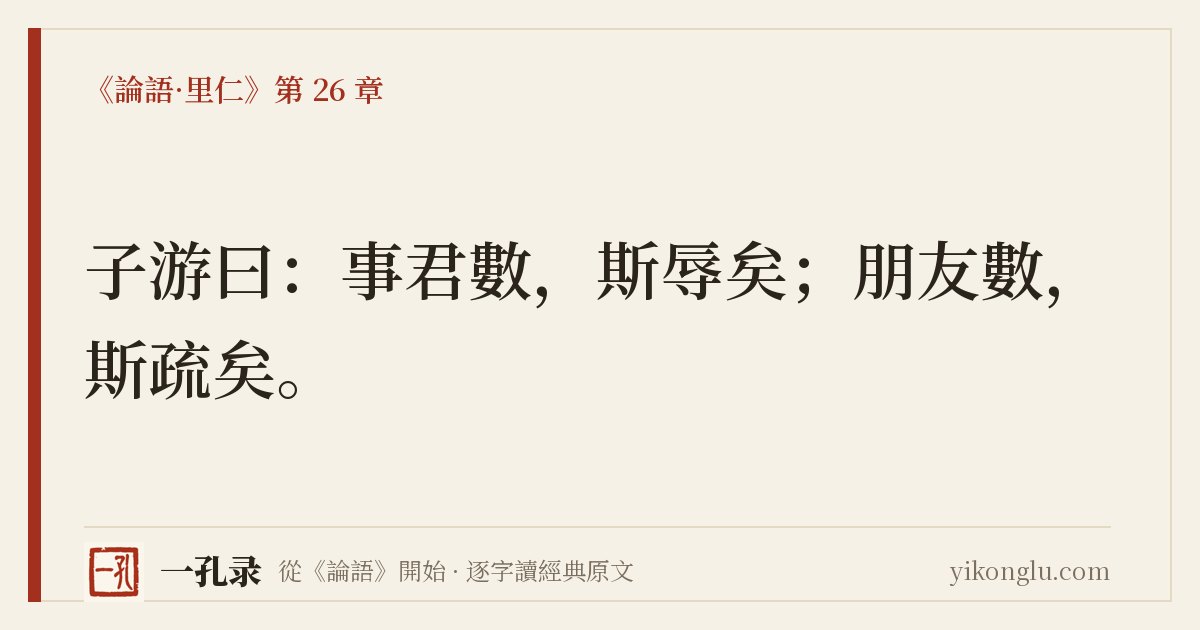 《論語·里仁》第 26 章
子游曰：事君數，斯辱矣；朋友數，
斯疏矣。
一孔
一孔录 從《論語》開始 · 逐字讀經典原文
yikonglu.com